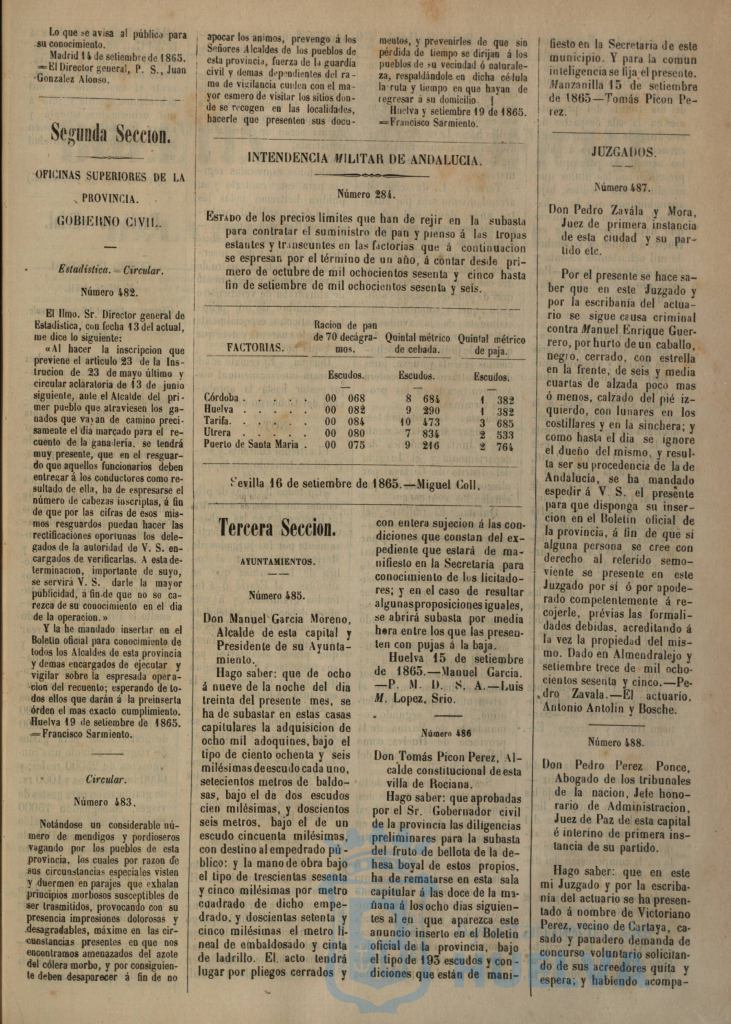 Lo que se avisa al público para
su conocimiento.
Madrid 14 de setiembre de 1865.
=El Director general, P. S., Juan
Gonzalez Alonso.
Segunda Seccion.
OFICINAS SUPERIORES DE LA
PROVINCIA.
GOBIERNO CIVIL.
Estadística.—Circular.
Número 482.
El Ilmo. Sr. Director general de
Estadística, con fecha 13 del actual,
me dice lo siguiente:
«Al hacer la inscripcion que
previene el articulo 23 de la Ins-
truccion de 23 de mayo último y
circular aclaratoria de 13 de junio
siguiente, ante el Alcalde del pri-
mer pueblo que atraviesen los ga-
nados que vayan de camino preci-
samente el dia marcado para el re-
cuento de la ganaderia. se tendrá
muy presente, que en el resguar-
do que aquellos funcionarios deben
entregar á los conductores como re-
sultado de ella, ha de espresarse el
número de cabezas inscriptas, á fin
de que por las cifras de esos mis-
mos resguardos puedan hacer las
rectificaciones oportunas los dele-
gados de la autoridad de V. S. en-
cargados de verificarlas. A esta de-
terminacion, importante de suyo,
se servirá V. S. darle la mayor
publicidad, á fin de que no se ca-
rezca de su conocimiento en el dia
de la operacion.»
Y la he mandado insertar en el
Boletin oficial para conocimiento de
todos los Alcaldes de esta provincia
y demas encargados de ejecutar y
vigilar sobre la espresada opera-
cion del recuento; esperando de to-
dos ellos que darán á la preinserta
órden el mas exacto cumplimiento.
Huelva 19 de setiembre de 1865.
=Francisco Sarmiento.
Circular.
Número 483.
Notándose un considerable nú-
mero de mendigos y pordioseros
vagando por los pueblos de esta
provincia, los cuales por razon de
sus circustancias especiales visten
y duermen en parajes que exhalan
principios morbosos susceptibles de
ser trasmitidos, provocando con su
presencia impresiones dolorosas y
desagradables, máxime en las cir-
cunstancias presentes en que nos
encontramos amenazados del azote
del cólera morbo, y por consiguien-
te deben desaparecer á fin de no
apocar los animos, prevengo á los
Señores Alcaldes de los pueblos de
esta provincia, fuerza de la guardia
civil y demas dependientes del ra-
mo de vigilancia cuiden con el ma-
yor esmero de visitar los sitios don-
de se recogen en las localidades,
hacerle que presenten sus docu-
mentos, y prevenirles de que sin
pérdida de tiempo se dirijan á los
pueblos de su vecindad ó naturale-
za, respaldándole en dicha cédula
la ruta y tiempo en que hayan de
regresar a su domicilio.
Huelva y setiembre 19 de 1865.
=Francisco Sarmiento.
INTENDENCIA MILITAR DE ANDALUCIA.
Número 284.
ESTADO de los precios limites que han de rejir en la subasta
para contratar el suministro de pan y pienso á las tropas
estantes y transeuntes en las factorias que á continuacion
se espresan por el término de un año, á contar desde pri-
mero de octubre de mil ochocientos sesenta y cinco hasta
fin de setiembre de mil ochocientos sesenta y seis.
FACTORIAS. Racion de pan de 70 decágra-mos. Quintal métrico de cebada. Quintal métrico de paja.
Escudos. Escudos. Escudos.
Córdoba . . . . . 00 068 8 684 1 382
Huelva . . . . . 00 082 9 290 1 382
Tarifa. . . . . . 00 084 10 473 3 685
Utrera . . . . . 00 080 7 834 2 533
Puerto de Santa Maria . 00 075 9 216 2 764
Sevilla 16 de setiembre de 1865.—Miguel Coll.
Tercera Seccion.
AYUNTAMIENTOS.
Número 485.
Don Manuel Garcia Moreno,
Alcalde de esta capital y
Presidente de su Ayunta-
miento.
Hago saber: que de ocho
á nueve de la noche del dia
treinta del presente mes, se
ha de subastar en estas casas
capitulares la adquisicion de
ocho mil adoquines, bajo el
tipo de ciento ochenta y seis
milésimas de escudo cada uno,
setecientos metros de baldo-
sas, bajo el de dos escudos
cien milésimas, y doscientos
seis metros, bajo el de un
escudo cincuenta milésimas,
con destino al empedrado pú-
blico: y la mano de obra bajo
el tipo de trescientas sesenta
y cinco milésimas por metro
cuadrado de dicho empe-
drado, y doscientas setenta y
cinco milésimas el metro li-
neal de embaldosado y cinta
de ladrillo. El acto tendrá
lugar por pliegos cerrados y
con entera sujecion á las con-
diciones que constan del ex-
pediente que estará de ma-
nifiesto en la Secretaría para
conocimiento de los licitado-
res; y en el caso de resultar
algunas proposiciones iguales,
se abrirá subasta por media
hora entre los que las presen-
ten con pujas á la baja.
Huelva 15 de setiembre
de 1865.—Manuel Garcia.
—P. M. D. S. A.—Luis
M. Lopez, Srio.
Número 486
Don Tomás Picon Perez, Al-
calde constitucional de esta
villa de Rociana.
Hago saber: que aprobadas
por el Sr. Gobernador civil
de la provincia las diligencias
preliminares para la subasta
del fruto de bellota de la de-
hesa boyal de estos propios,
ha de rematarse en esta sala
capitular á las doce de la ma-
ñana á los ocho dias siguien-
tes al en que aparezca este
anuncio inserto en el Boletin
oficial de la provincia, bajo
el tipo de 193 escudos y con-
diciones que están de mani-
fiesto en la Secretaria de este
municipio. Y para la comun
inteligencia se fija el presente.
Manzanilla 15 de setiembre
de 1865—Tomás Picon Pe-
rez.
JUZGADOS.
Número 487.
Don Pedro Zavála y Mora,
Juez de primera instancia
de esta ciudad y su par-
tido etc.
Por el presente se hace sa-
ber que en este Juzgado y
por la escribanía del actua-
rio se sigue causa criminal
contra Manuel Enrique Guer-
rero, por hurto de un caballo,
negro, cerrado, con estrella
en la frente, de seis y media
cuartas de alzada poco mas
ó menos, calzado del pié iz-
quierdo, con lunares en los
costillares y en la sinchera; y
como hasta el dia se ignore
el dueño del mismo, y resul-
ta ser su procedencia de la de
Andalucía, se ha mandado
espedir á V. S. el presente
para que disponga su inser-
cion en el Boletin oficial de
la provincia, á fin de que si
alguna persona se cree con
derecho al referido semo-
viente se presente en este
Juzgado por sí ó por apode-
rado competentemente á re-
cojerle, prévias las formali-
dades debidas, acreditando á
la vez la propiedad del mis-
mo. Dado en Almendralejo y
setiembre trece de mil ocho-
cientos sesenta y cinco.—Pe-
dro Zavala.—El actuario,
Antonio Antolin y Bosche.
Número 488.
Don Pedro Perez Ponce,
Abogado de los tribunales
de la nacion, Jefe hono-
rario de Administracion,
Juez de Paz de esta capital
é interino de primera ins-
tancia de su partido.
Hago saber: que en este
mi Juzgado y por la escriba-
nía del actuario se ha presen-
tado á nombre de Victoriano
Perez, vecino de Cartaya, ca-
sado y panadero demanda de
concurso voluntario solicitan-
do de sus acreedores quita y
espera; y habiendo acompa-